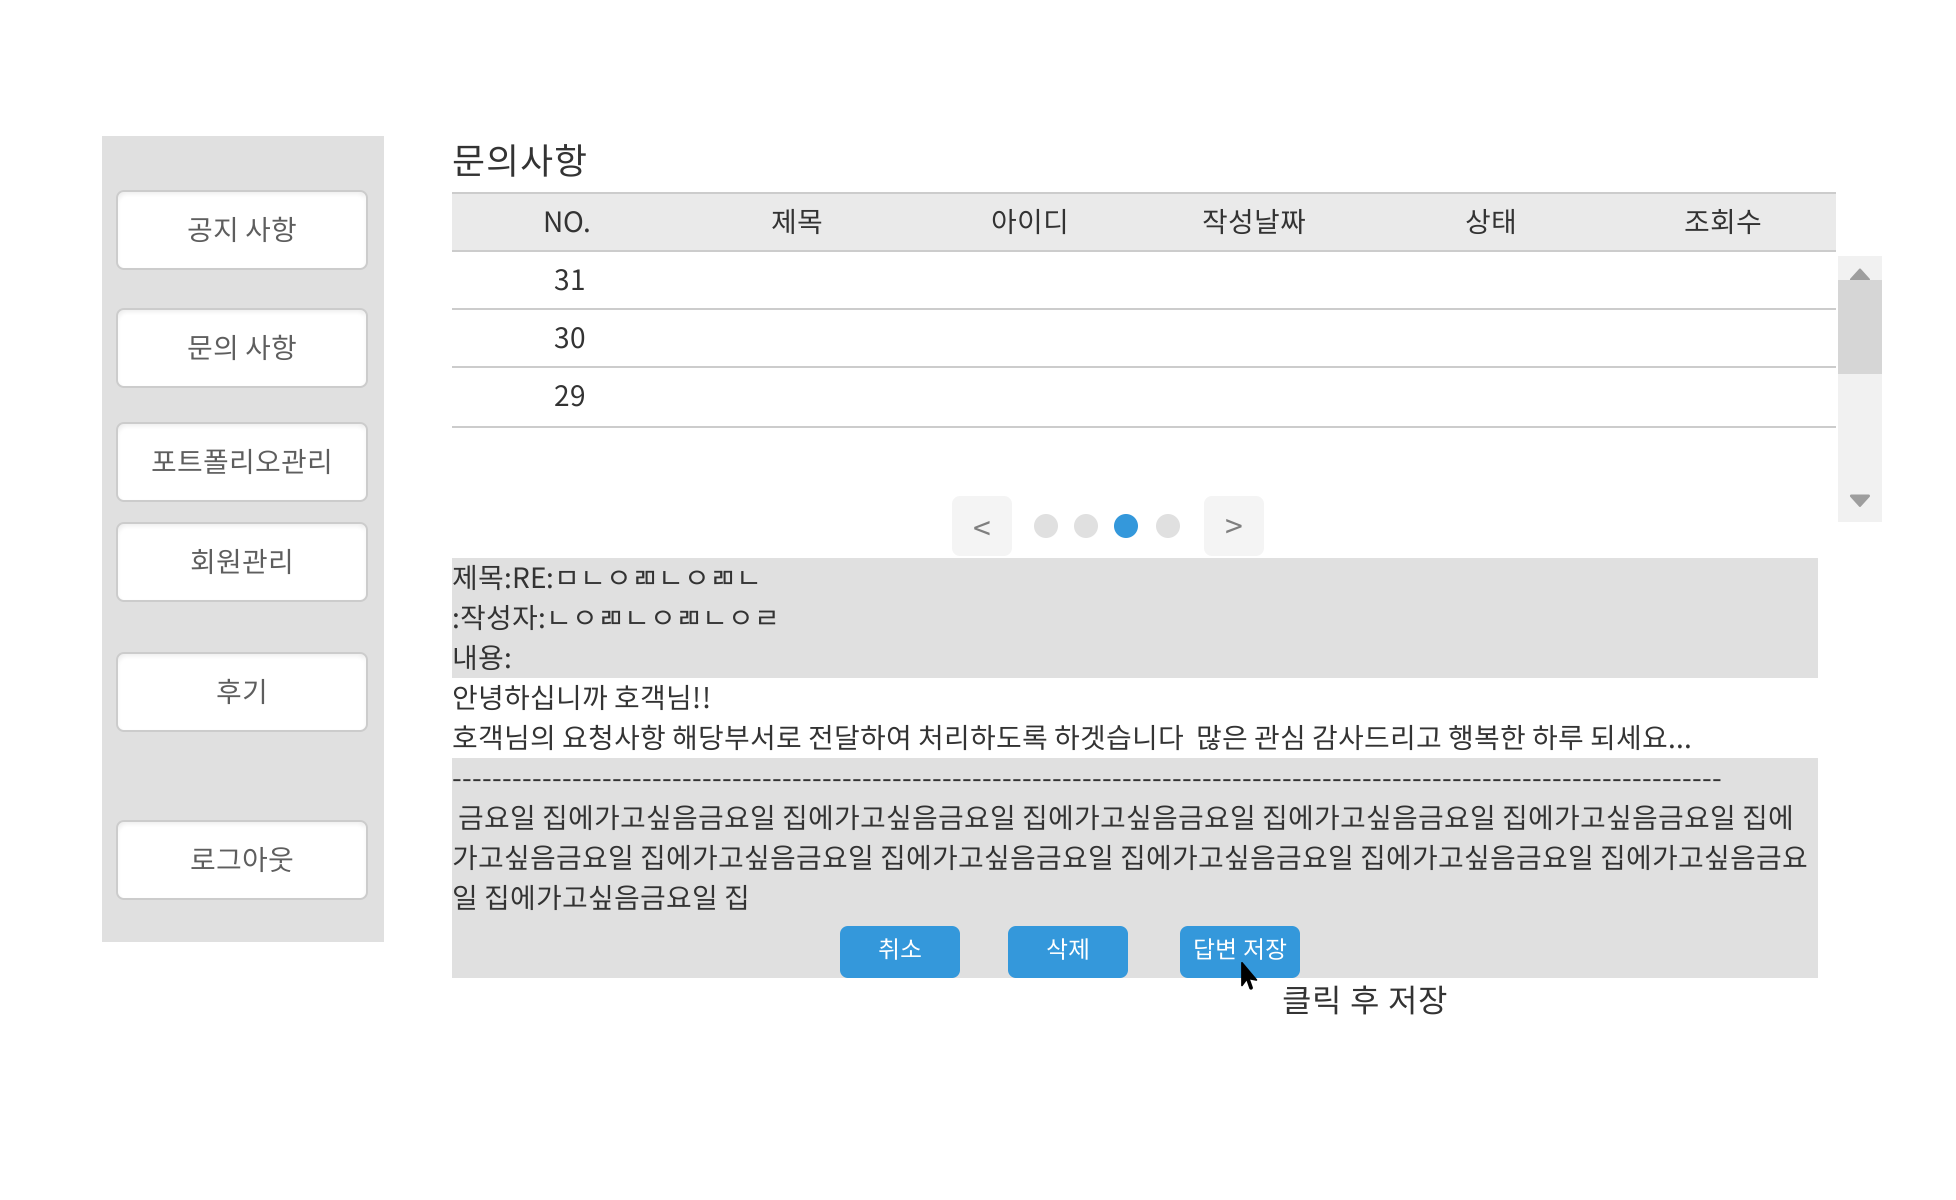 공지 사항
문의 사항
포트폴리오관리
회원관리
후기
로그아웃
문의사항
NO. 제목 아이디 작성날짜 상태 조회수
31
30
29
< >
제목:RE:ㅁㄴㅇㄻㄴㅇㄻㄴ
:작성자:ㄴㅇㄻㄴㅇㄻㄴㅇㄹ
내용:
안녕하십니까 호객님!!
호객님의 요청사항 해당부서로 전달하여 처리하도록 하겠습니다  많은 관심 감사드리고 행복한 하루 되세요...
-------------------------------------------------------------------------------------------------------------------------------
금요일 집에가고싶음금요일 집에가고싶음금요일 집에가고싶음금요일 집에가고싶음금요일 집에가고싶음금요일 집에
가고싶음금요일 집에가고싶음금요일 집에가고싶음금요일 집에가고싶음금요일 집에가고싶음금요일 집에가고싶음금요
일 집에가고싶음금요일 집
취소 삭제 답변 저장
클릭 후 저장